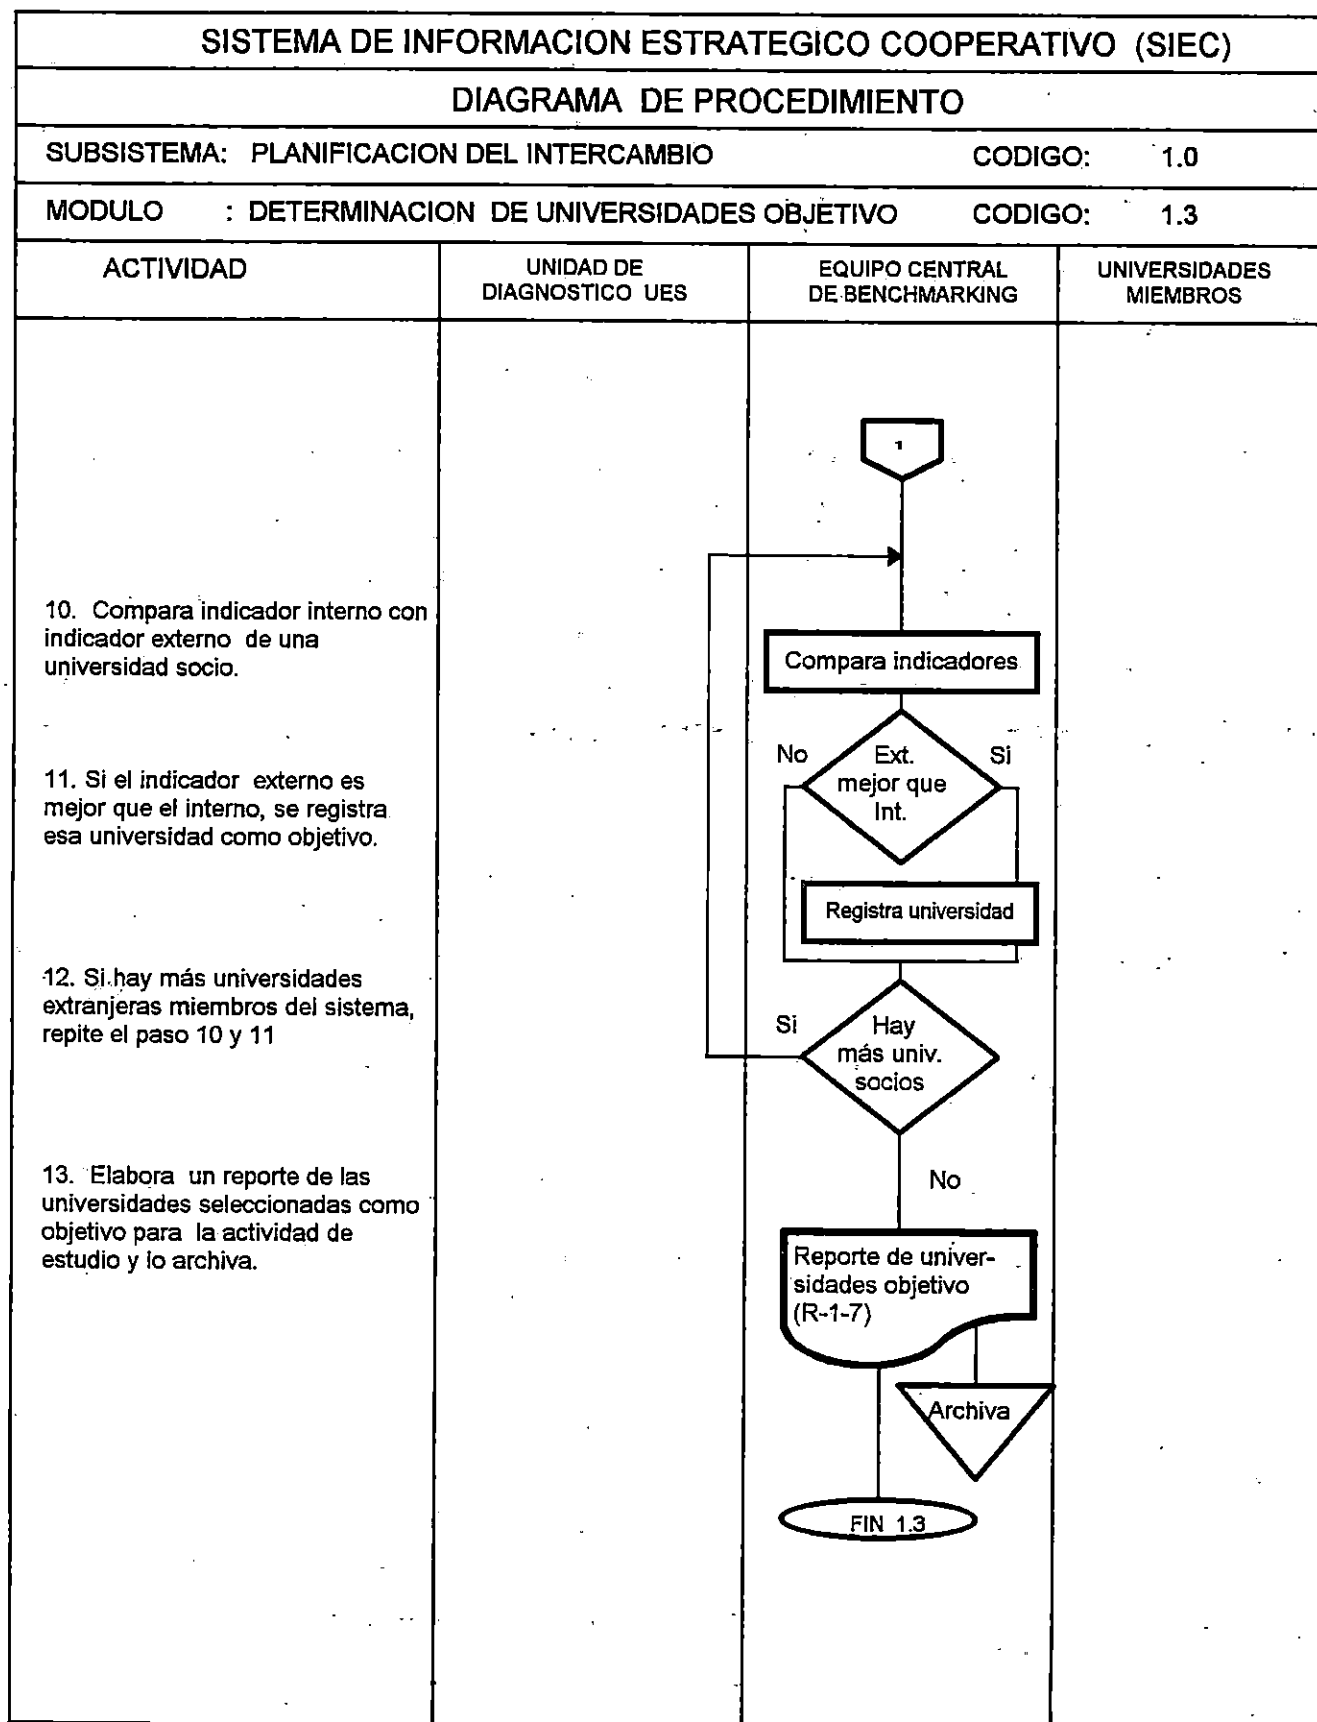 SISTEMA DE INFORMACION ESTRATEGICO COOPERATIVO (SIEC)
DIAGRAMA DE PROCEDIMIENTO
SUBSISTEMA: PLANIFICACION DEL INTERCAMBIO CODIGO: 1.0
MODULO : DETERMINACION DE UNIVERSIDADES OBJETIVO CODIGO: 1.3
ACTIVIDAD
UNIDAD DE
DIAGNOSTICO UES
EQUIPO CENTRAL
DE BENCHMARKING
UNIVERSIDADES
MIEMBROS
1
10. Compara indicador interno con
indicador externo de una
universidad socio.
Compara indicadores
No
Ext.
mejor que
Int.
Si
11. Si el indicador externo es
mejor que el interno, se registra
esa universidad como objetivo.
Registra universidad
12. Si hay más universidades
extranjeras miembros del sistema,
repite el paso 10 y 11
Si
Hay
más univ.
socios
No
13. Elabora un reporte de las
universidades seleccionadas como
objetivo para la actividad de
estudio y lo archiva.
Reporte de univer-
sidades objetivo
(R-1-7)
Archiva
FIN 1.3